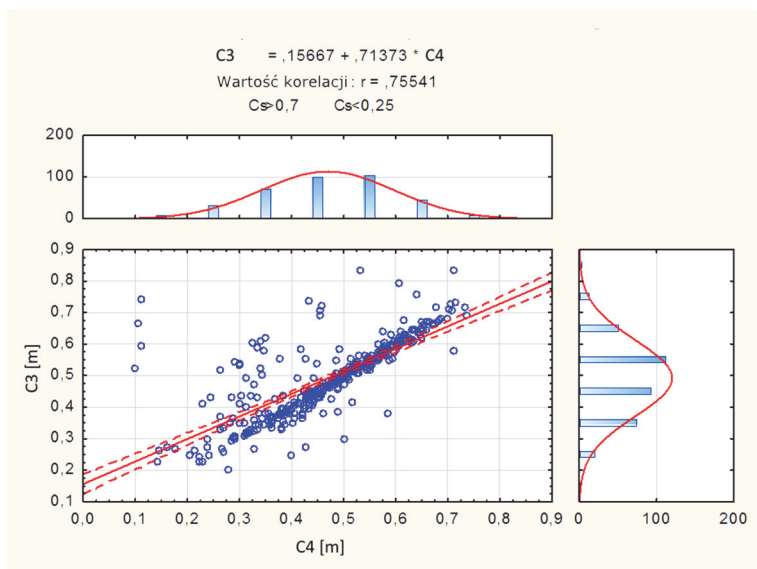 C3 = ,15667 + ,71373 * C4
Wartość korelacji: r = ,75541
Cs>0,7 Cs<0,25
200
100
0
0,9
0,8
0,7
0,6
0,5
0,4
0,3
0,2
0,1
C3 [m]
0,0 0,1 0,2 0,3 0,4 0,5 0,6 0,7 0,8 0,9
C4 [m]
0 100 200